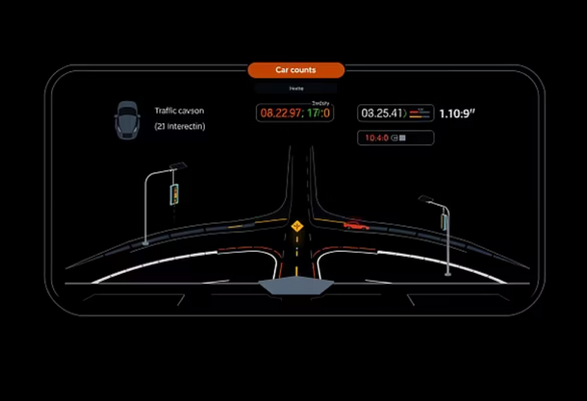 Car counts
Traffic cavson
(21 interectin)
08.22.97; 17/:0
03.25.41)
1.10:9"
10:4:0